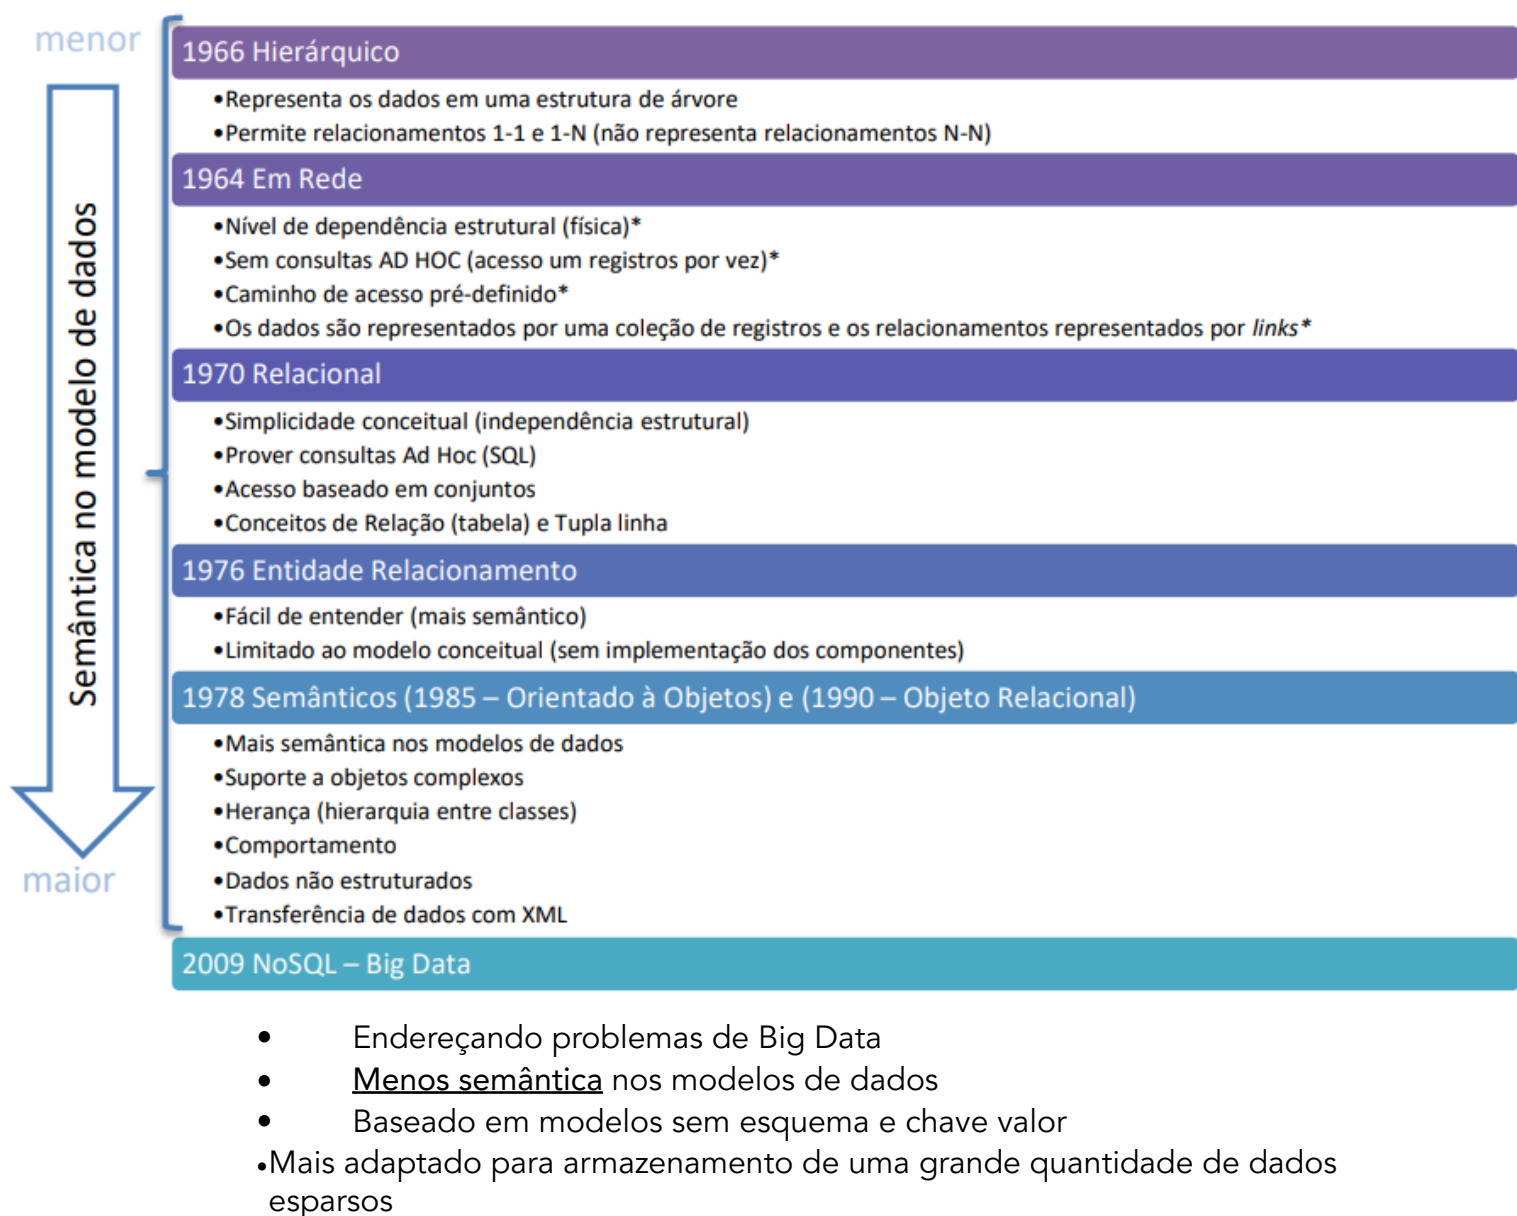 menor
Semântica no modelo de dados
maior
1966 Hierárquico
•Representa os dados em uma estrutura de árvore
•Permite relacionamentos 1-1 e 1-N (não representa relacionamentos N-N)
1964 Em Rede
•Nível de dependência estrutural (física)*
•Sem consultas AD HOC (acesso um registros por vez)*
•Caminho de acesso pré-definido*
•Os dados são representados por uma coleção de registros e os relacionamentos representados por links*
1970 Relacional
•Simplicidade conceitual (independência estrutural)
•Prover consultas Ad Hoc (SQL)
•Acesso baseado em conjuntos
•Conceitos de Relação (tabela) e Tupla linha
1976 Entidade Relacionamento
•Fácil de entender (mais semântico)
•Limitado ao modelo conceitual (sem implementação dos componentes)
1978 Semânticos (1985 – Orientado à Objetos) e (1990 – Objeto Relacional)
•Mais semântica nos modelos de dados
•Suporte a objetos complexos
•Herança (hierarquia entre classes)
•Comportamento
•Dados não estruturados
•Transferência de dados com XML
2009 NoSQL – Big Data
• Endereçando problemas de Big Data
• Menos semântica nos modelos de dados
• Baseado em modelos sem esquema e chave valor
•Mais adaptado para armazenamento de uma grande quantidade de dados
esparsos